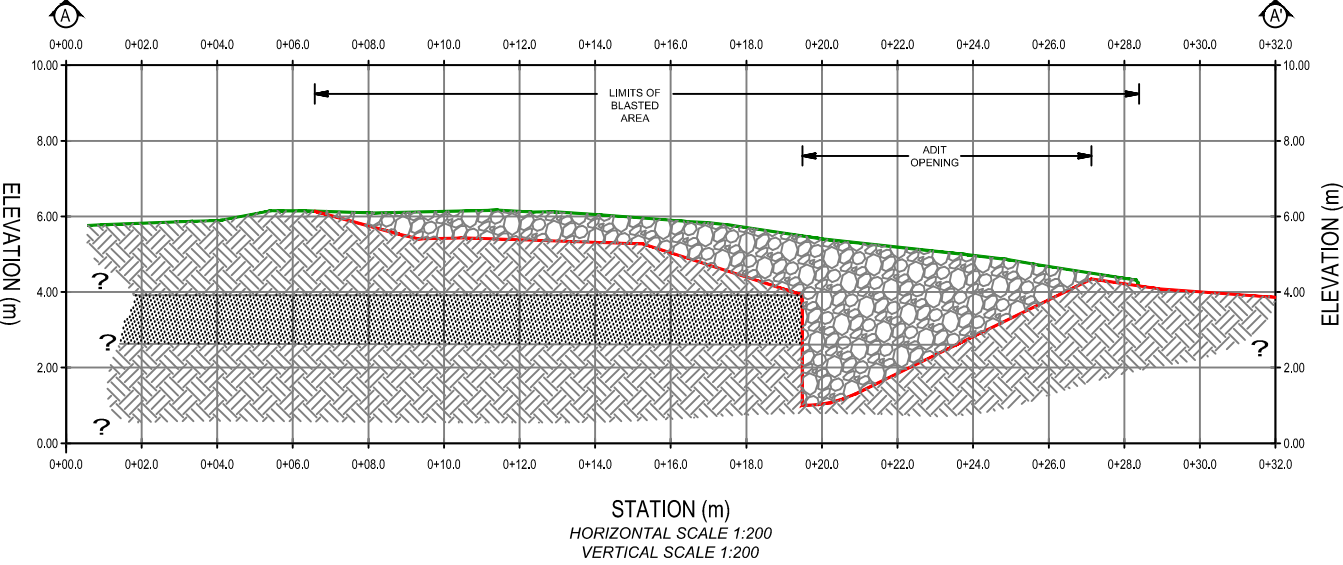 A A'
0+00.0 0+02.0 0+04.0 0+06.0 0+08.0 0+10.0 0+12.0 0+14.0 0+16.0 0+18.0 0+20.0 0+22.0 0+24.0 0+26.0 0+28.0 0+30.0 0+32.0
10.00 10.00
LIMITS OF
BLASTED
AREA
8.00 8.00
ADIT
OPENING
ELEVATION (m) ELEVATION (m)
6.00 6.00
?
4.00 4.00
? ?
2.00 2.00
?
0.00 0.00
0+00.0 0+02.0 0+04.0 0+06.0 0+08.0 0+10.0 0+12.0 0+14.0 0+16.0 0+18.0 0+20.0 0+22.0 0+24.0 0+26.0 0+28.0 0+30.0 0+32.0
STATION (m)
HORIZONTAL SCALE 1:200
VERTICAL SCALE 1:200